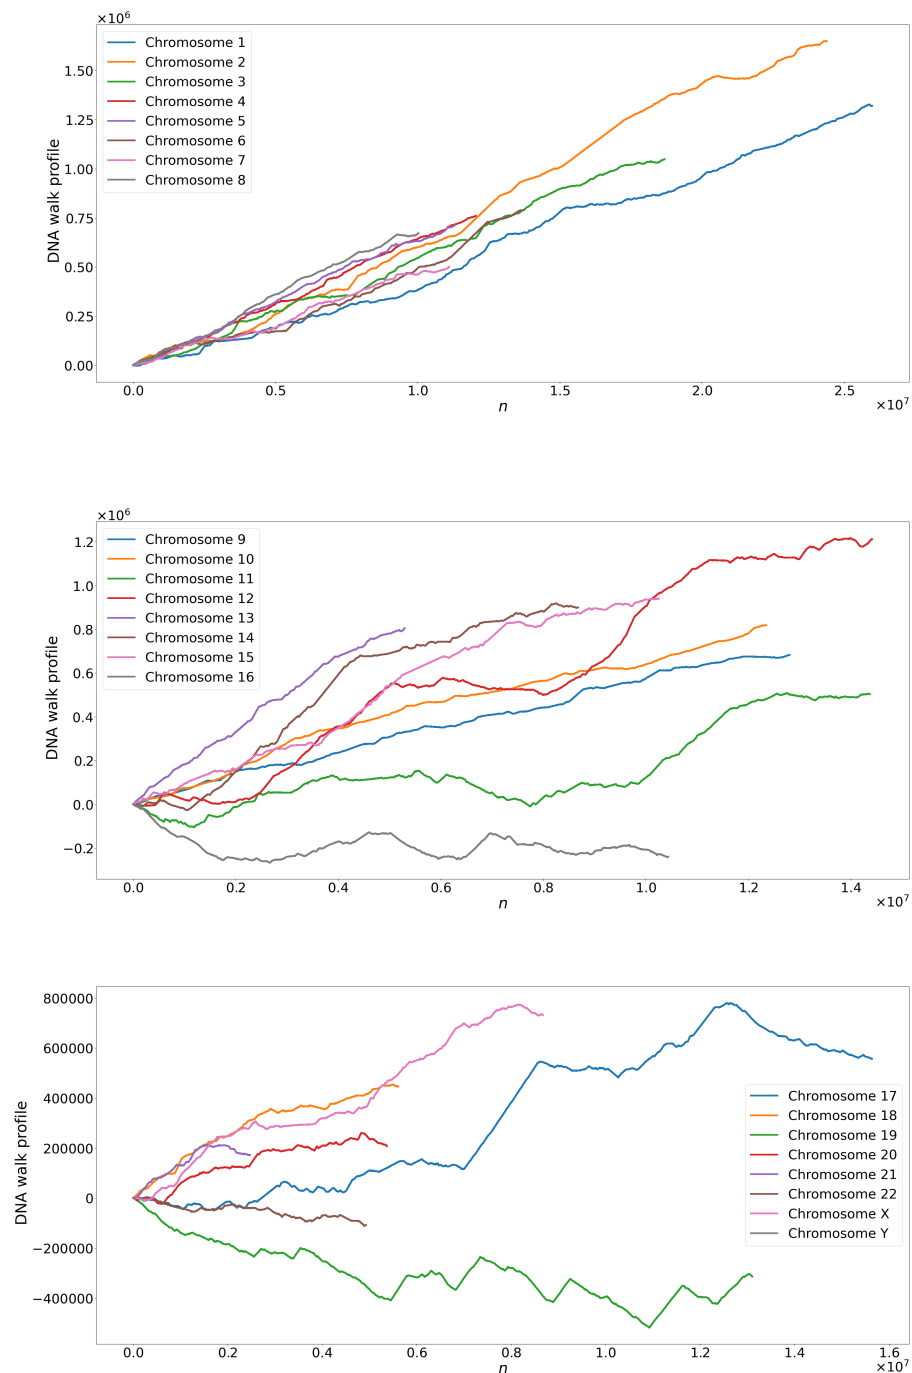 ×10⁶
Chromosome 1
Chromosome 2
Chromosome 3
Chromosome 4
Chromosome 5
Chromosome 6
Chromosome 7
Chromosome 8
DNA walk profile
1.50
1.25
1.00
0.75
0.50
0.25
0.00
0.0 0.5 1.0 1.5 2.0 2.5
n
×10⁷
×10⁶
Chromosome 9
Chromosome 10
Chromosome 11
Chromosome 12
Chromosome 13
Chromosome 14
Chromosome 15
Chromosome 16
DNA walk profile
1.2
1.0
0.8
0.6
0.4
0.2
0.0
−0.2
0.0 0.2 0.4 0.6 0.8 1.0 1.2 1.4
n
×10⁷
DNA walk profile
800000
600000
400000
200000
0
−200000
−400000
Chromosome 17
Chromosome 18
Chromosome 19
Chromosome 20
Chromosome 21
Chromosome 22
Chromosome X
Chromosome Y
0.0 0.2 0.4 0.6 0.8 1.0 1.2 1.4 1.6
n
×10⁷